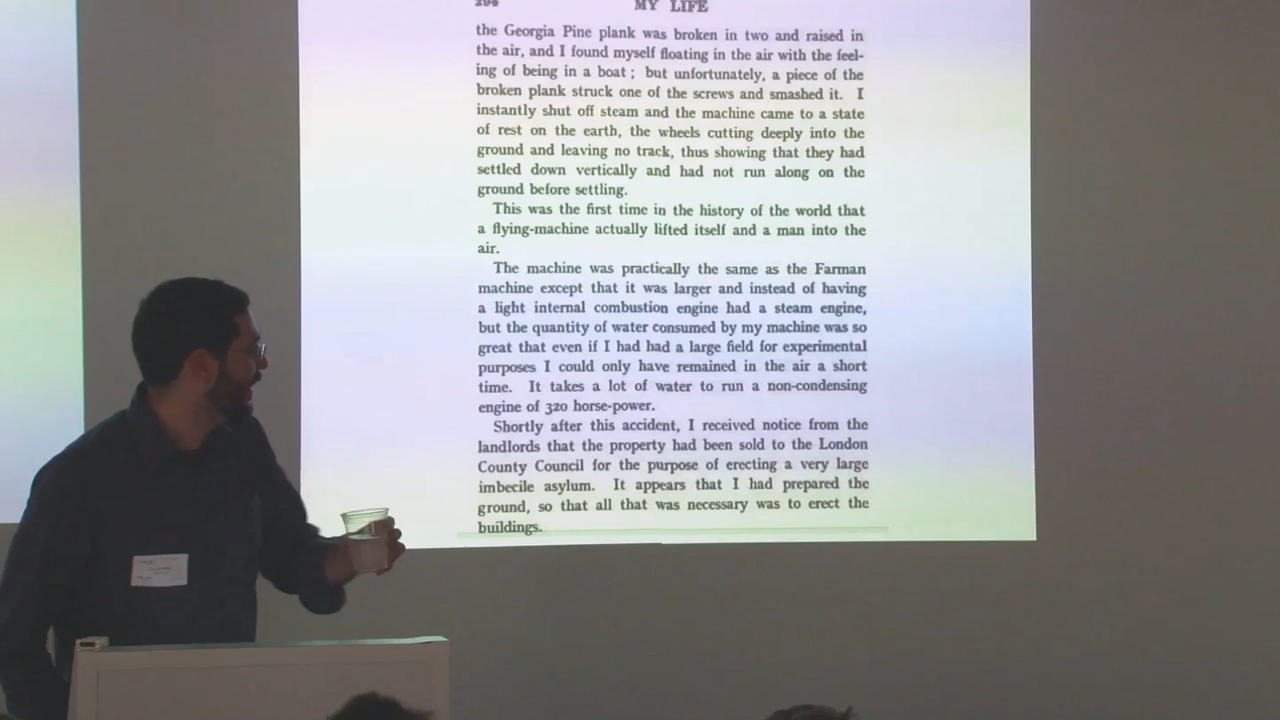 MY LIFE
the Georgia Pine plank was broken in two and raised in
the air, and I found myself floating in the air with the feel-
ing of being in a boat ; but unfortunately, a piece of the
broken plank struck one of the screws and smashed it. I
instantly shut off steam and the machine came to a state
of rest on the earth, the wheels cutting deeply into the
ground and leaving no track, thus showing that they had
settled down vertically and had not run along on the
ground before settling.
This was the first time in the history of the world that
a flying-machine actually lifted itself and a man into the
air.
The machine was practically the same as the Farman
machine except that it was larger and instead of having
a light internal combustion engine had a steam engine,
but the quantity of water consumed by my machine was so
great that even if I had had a large field for experimental
purposes I could only have remained in the air a short
time. It takes a lot of water to run a non-condensing
engine of 320 horse-power.
Shortly after this accident, I received notice from the
landlords that the property had been sold to the London
County Council for the purpose of erecting a very large
imbecile asylum. It appears that I had prepared the
ground, so that all that was necessary was to erect the
buildings.